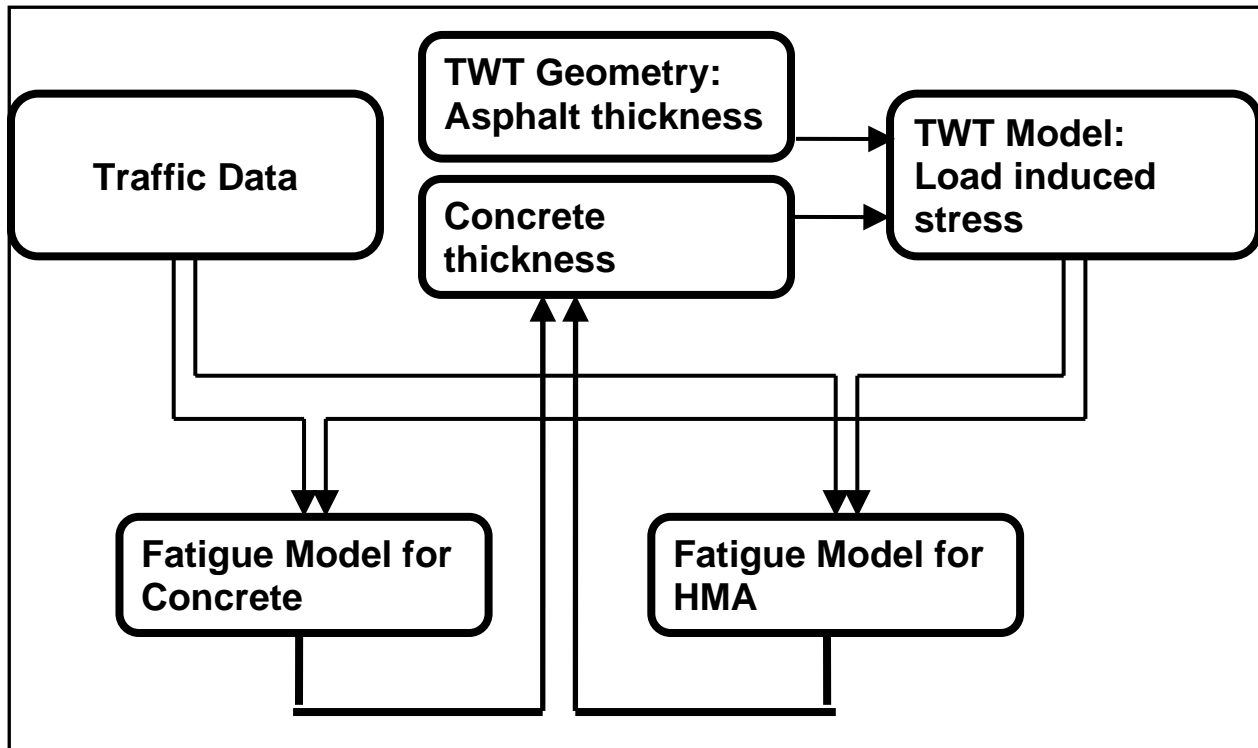 TWT Geometry:
Asphalt thickness
Traffic Data
TWT Model:
Load induced
stress
Concrete
thickness
Fatigue Model for
Concrete
Fatigue Model for
HMA